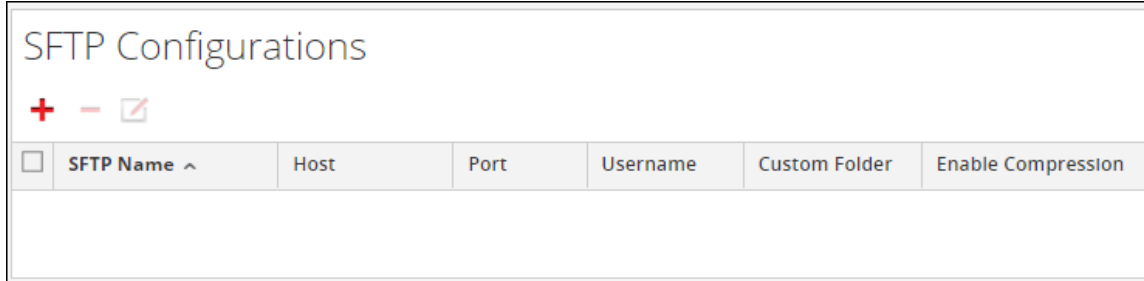 SFTP Configurations
SFTP Name Host Port Username Custom Folder Enable Compression